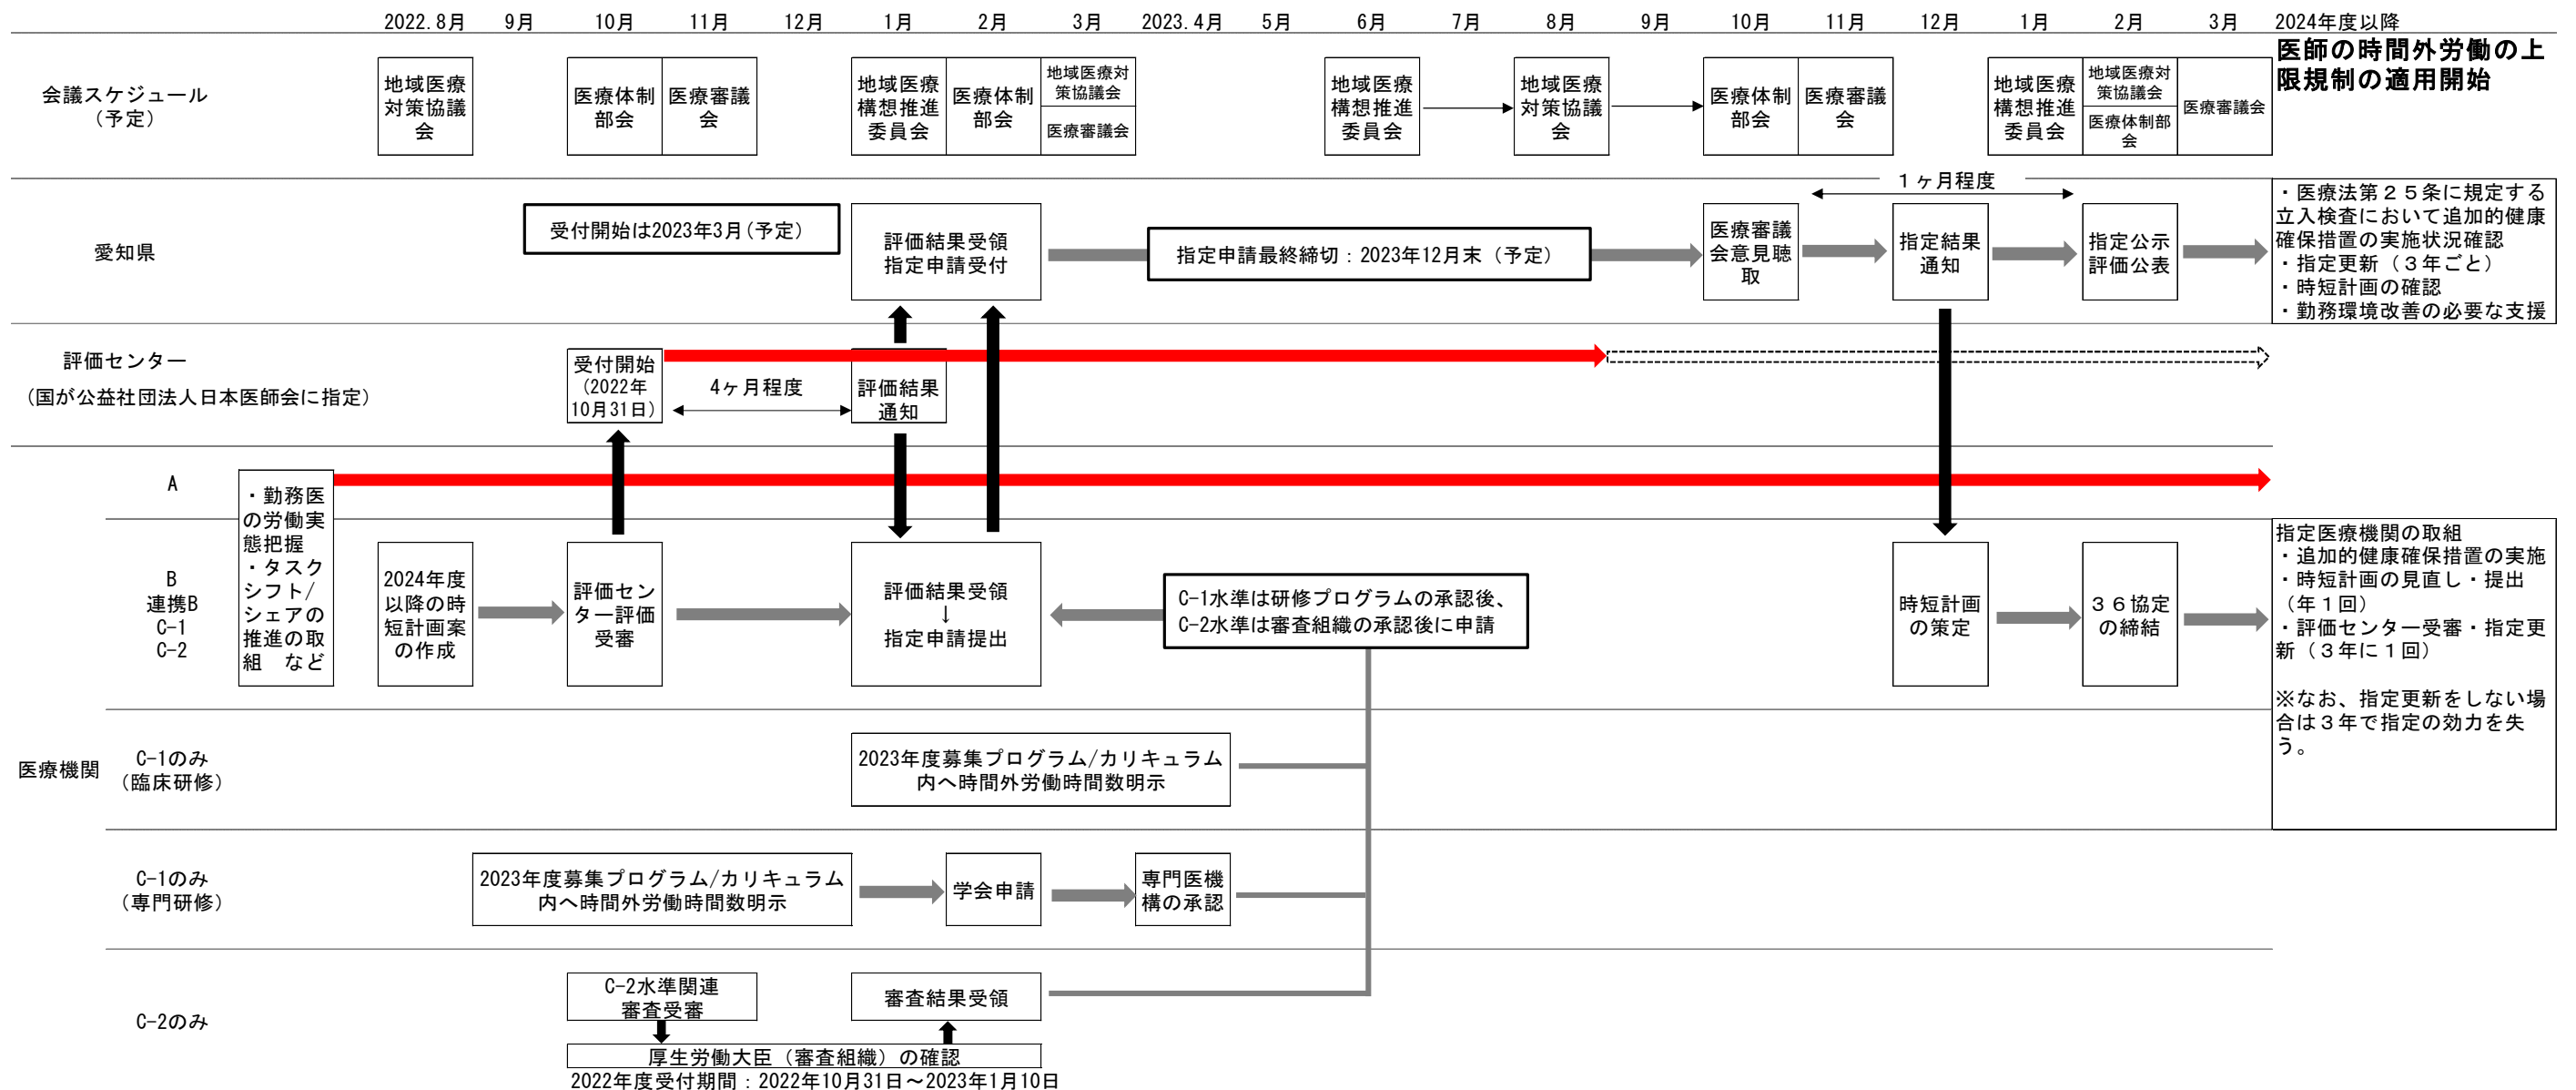 2022.8月 9月 10月 11月 12月 1月 2月 3月 2023.4月 5月 6月 7月 8月 9月 10月 11月 12月 1月 2月 3月 2024年度以降
会議スケジュール
（予定）
地域医療
対策協議
会
医療体制
部会
医療審議
会
地域医療
構想推進
委員会
医療体制
部会
地域医療対
策協議会
医療審議会
地域医療
構想推進
委員会
地域医療
対策協議
会
医療体制
部会
医療審議
会
地域医療
構想推進
委員会
地域医療対
策協議会
医療体制部
会
医療審議会
医師の時間外労働の上
限規制の適用開始
愛知県
受付開始は2023年3月（予定）
評価結果受領
指定申請受付
指定申請最終締切：2023年12月末（予定）
医療審議
会意見聴
取
１ヶ月程度
指定結果
通知
指定公示
評価公表
・医療法第２５条に規定する
立入検査において追加的健康
確保措置の実施状況確認
・指定更新（３年ごと）
・時短計画の確認
・勤務環境改善の必要な支援
評価センター
（国が公益社団法人日本医師会に指定）
受付開始
（2022年
10月31日）
4ヶ月程度
評価結果
通知
医療機関
A
・勤務医
の労働実
態把握
・タスク
シフト/
シェアの
推進の取
組　など
B
連携B
C-1
C-2
2024年度
以降の時
短計画案
の作成
評価セン
ター評価
受審
評価結果受領
↓
指定申請提出
C-1水準は研修プログラムの承認後、
C-2水準は審査組織の承認後に申請
時短計画
の策定
３６協定
の締結
指定医療機関の取組
・追加的健康確保措置の実施
・時短計画の見直し・提出
（年１回）
・評価センター受審・指定更
新（３年に１回）
※なお、指定更新をしない場
合は３年で指定の効力を失
う。
C-1のみ
（臨床研修）
2023年度募集プログラム/カリキュラム
内へ時間外労働時間数明示
C-1のみ
（専門研修）
2023年度募集プログラム/カリキュラム
内へ時間外労働時間数明示
学会申請
専門医機
構の承認
C-2のみ
C-2水準関連
審査受審
審査結果受領
厚生労働大臣（審査組織）の確認
2022年度受付期間：2022年10月31日～2023年1月10日